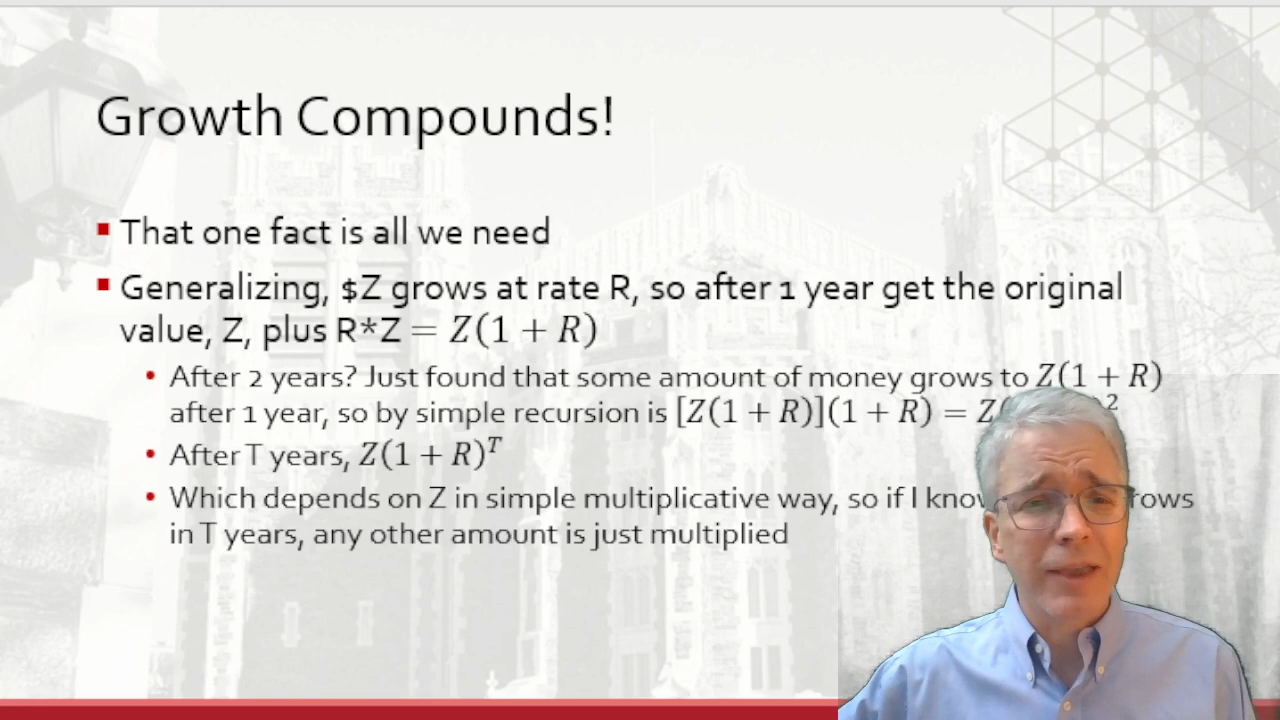 Growth Compounds!
That one fact is all we need
Generalizing, $Z grows at rate R, so after 1 year get the original
value, Z, plus R*Z = Z(1 + R)
After 2 years? Just found that some amount of money grows to Z(1 + R)
after 1 year, so by simple recursion is [Z(1 + R)](1 + R) = Z( 2
After T years, Z(1 + R)^T
Which depends on Z in simple multiplicative way, so if I
in T years, any other amount is just multiplied